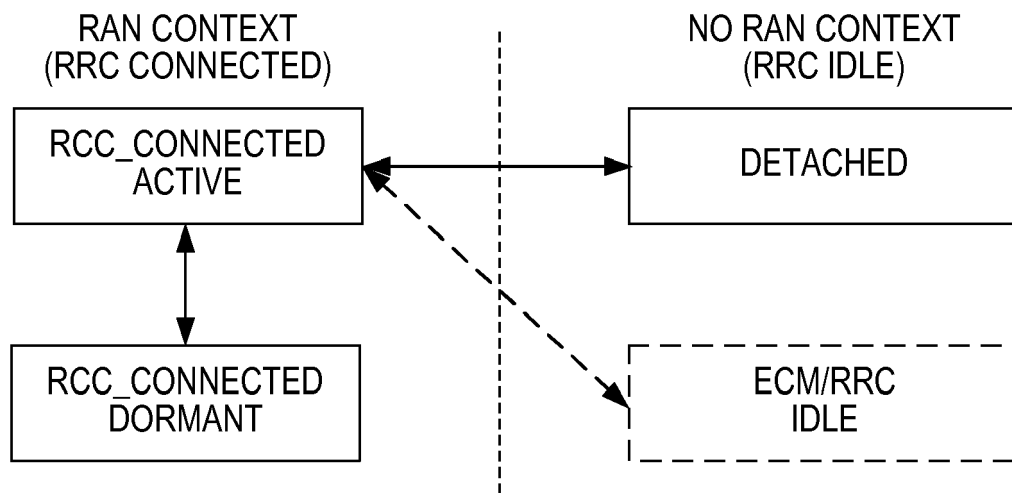 RAN CONTEXT
(RRC CONNECTED)
NO RAN CONTEXT
(RRC IDLE)
RCC_CONNECTED
ACTIVE
DETACHED
RCC_CONNECTED
DORMANT
ECM/RRC
IDLE